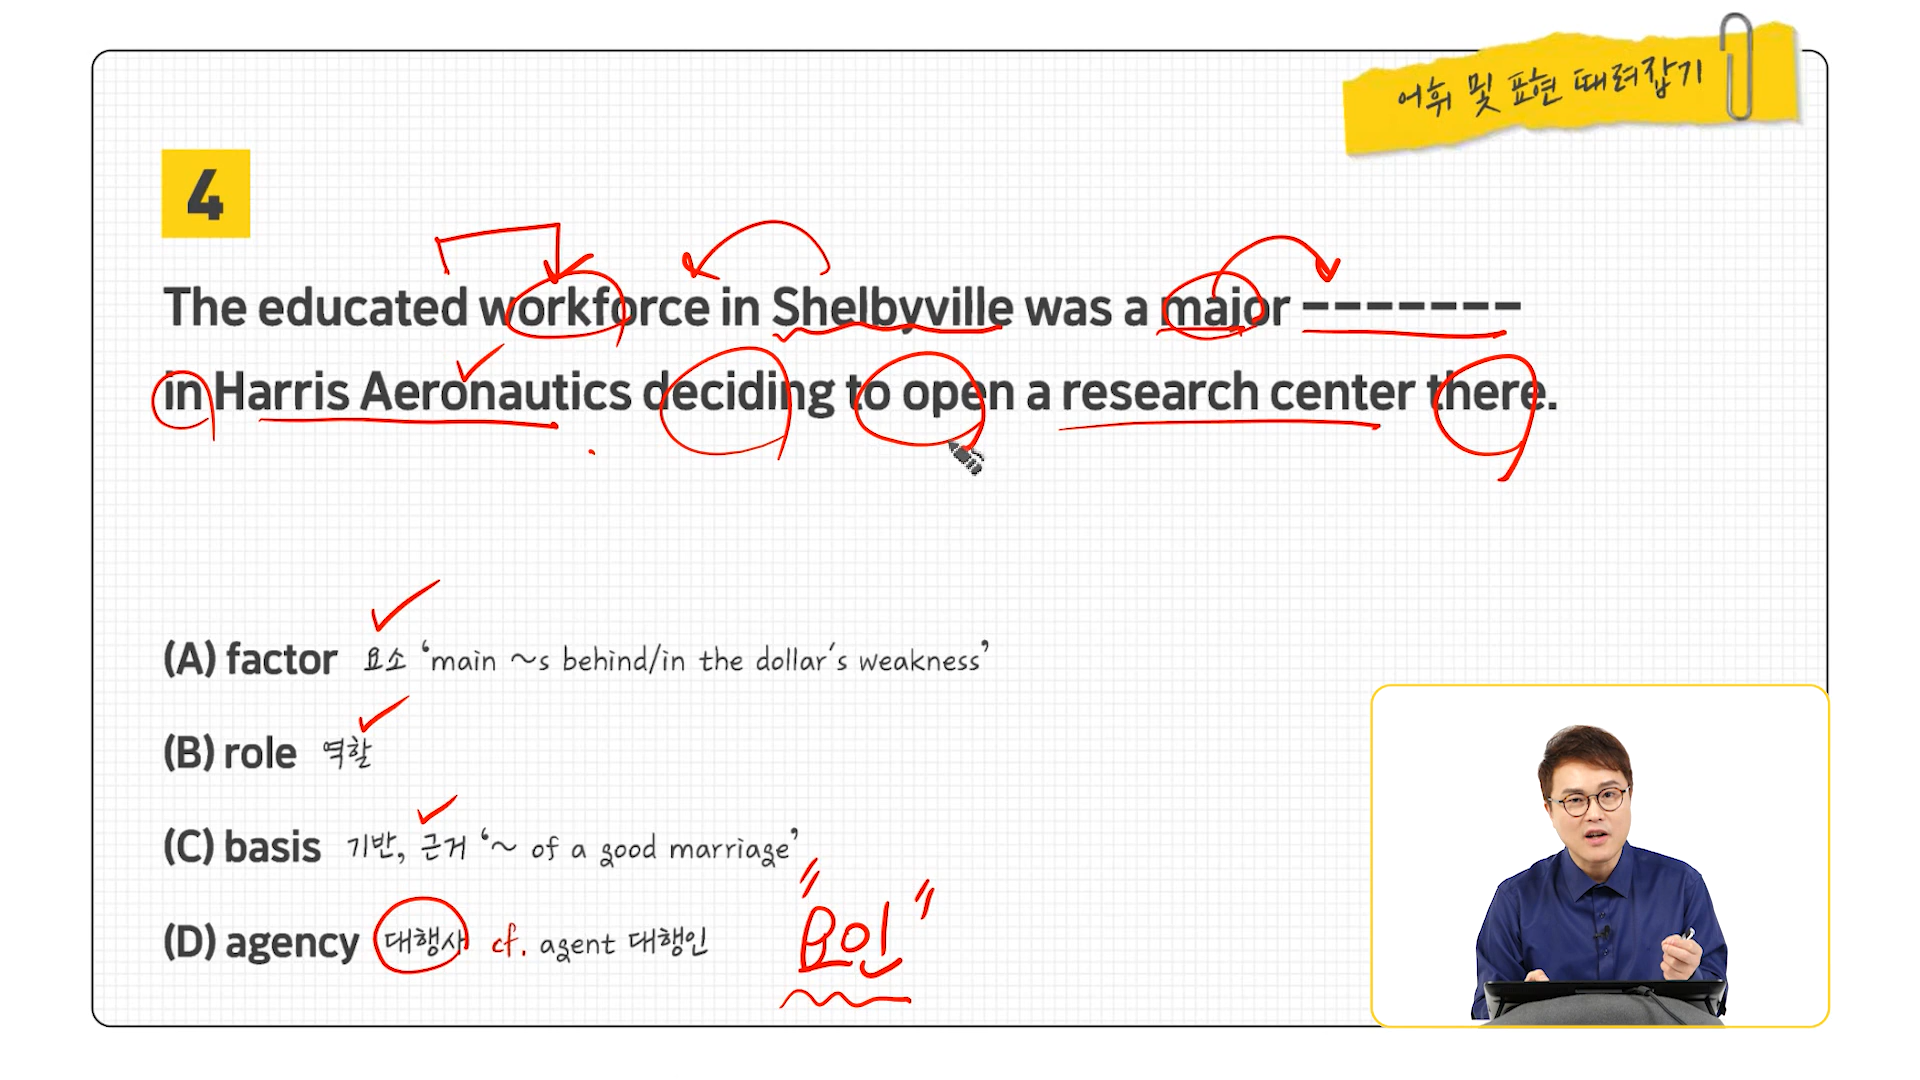 어휘 및 표현 때려잡기
4
The educated workforce in Shelbyville was a major -------
in Harris Aeronautics deciding to open a research center there.
(A) factor 요소 ‘main ~s behind/in the dollar's weakness’
(B) role 역할
(C) basis 기반, 근거 ‘~ of a good marriage’
(D) agency 대행사 cf. agent 대행인
"요인"